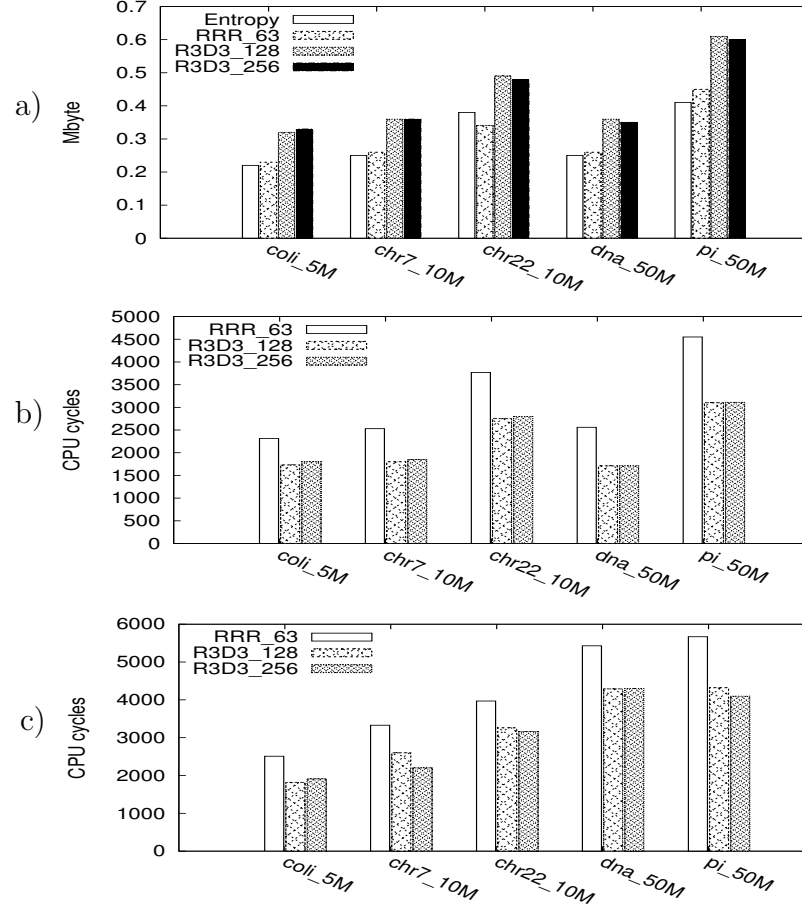 a)
Mbyte
0.7
0.6
0.5
0.4
0.3
0.2
0.1
0
Entropy
RRR_63
R3D3_128
R3D3_256
coli_5M
chr7_10M
chr22_10M
dna_50M
pi_50M
b)
CPU cycles
5000
4500
4000
3500
3000
2500
2000
1500
1000
500
0
RRR_63
R3D3_128
R3D3_256
coli_5M
chr7_10M
chr22_10M
dna_50M
pi_50M
c)
CPU cycles
6000
5000
4000
3000
2000
1000
0
RRR_63
R3D3_128
R3D3_256
coli_5M
chr7_10M
chr22_10M
dna_50M
pi_50M